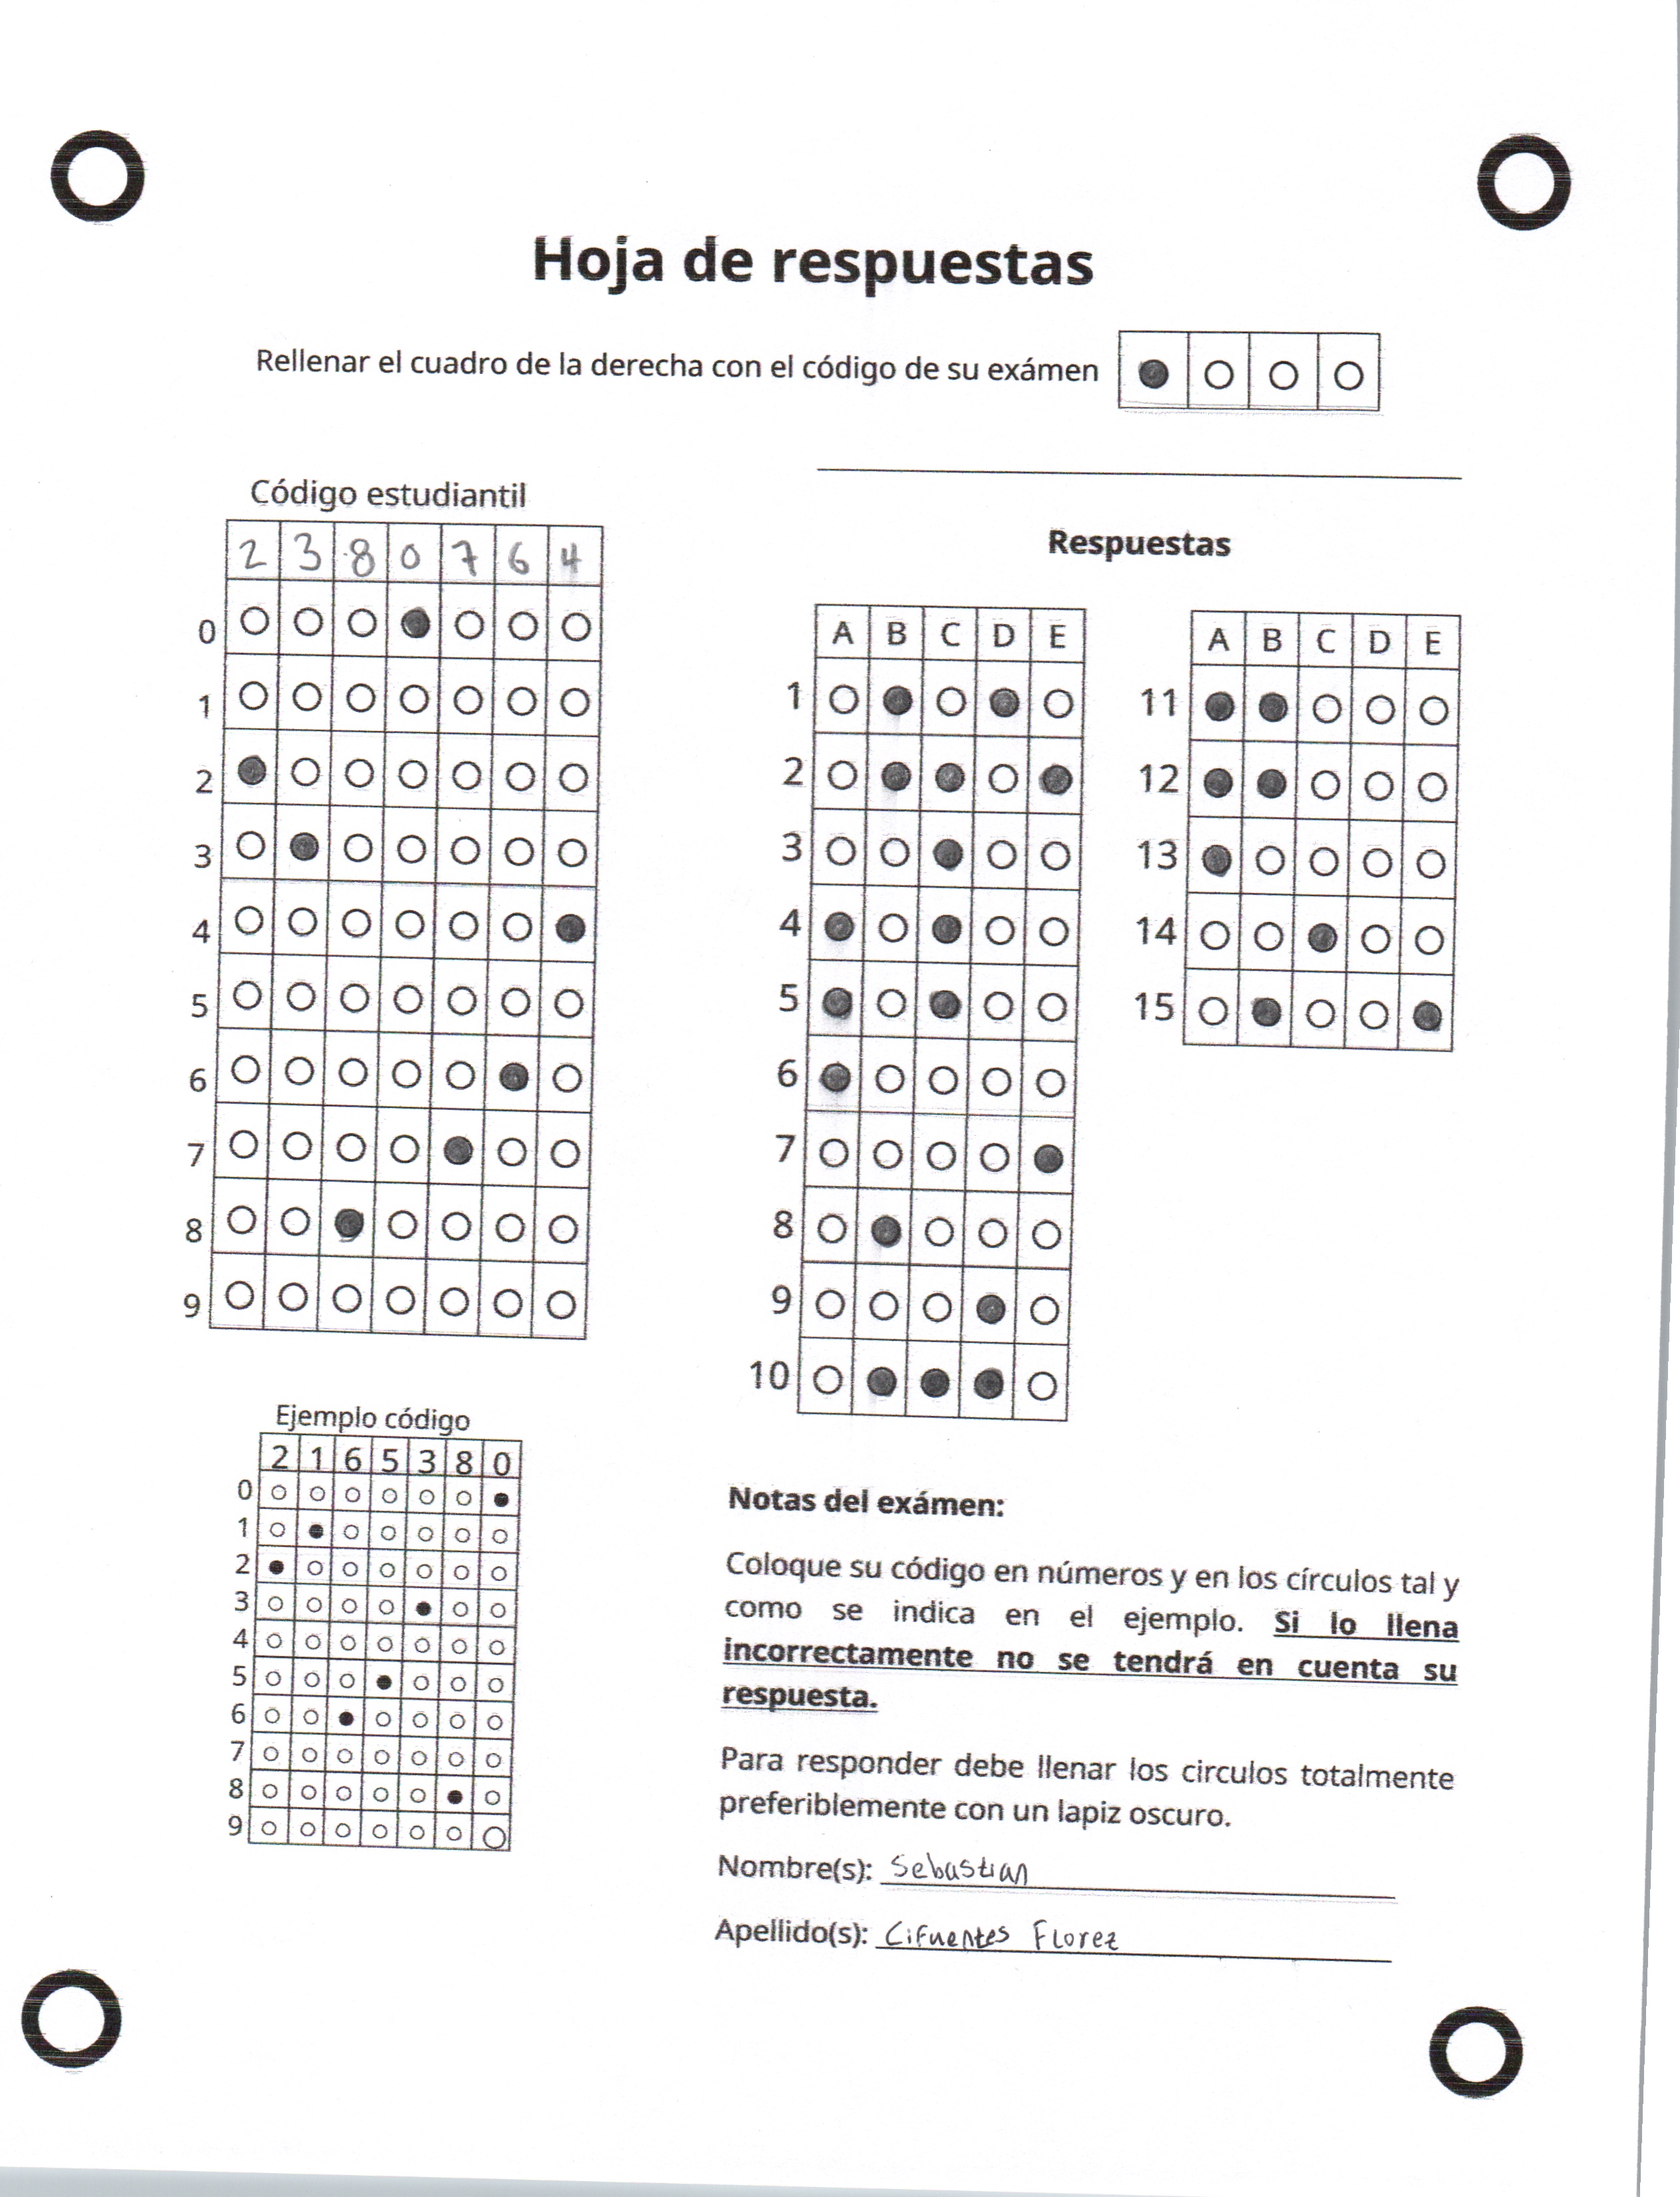 Hoja de respuestas
Rellenar el cuadro de la derecha con el código de su exámen
Código estudiantil
2 3 8 0 7 6 4
0
1
2
3
4
5
6
7
8
9
Respuestas
A B C D E
1
2
3
4
5
6
7
8
9
10
A B C D E
11
12
13
14
15
Ejemplo código
2 1 6 5 3 8 0
0
1
2
3
4
5
6
7
8
9
Notas del exámen:
Coloque su código en números y en los círculos tal y
como se indica en el ejemplo. Si lo llena
incorrectamente no se tendrá en cuenta su
respuesta.
Para responder debe llenar los circulos totalmente
preferiblemente con un lapiz oscuro.
Nombre(s): Sebastian
Apellido(s): Cifuentes Florez